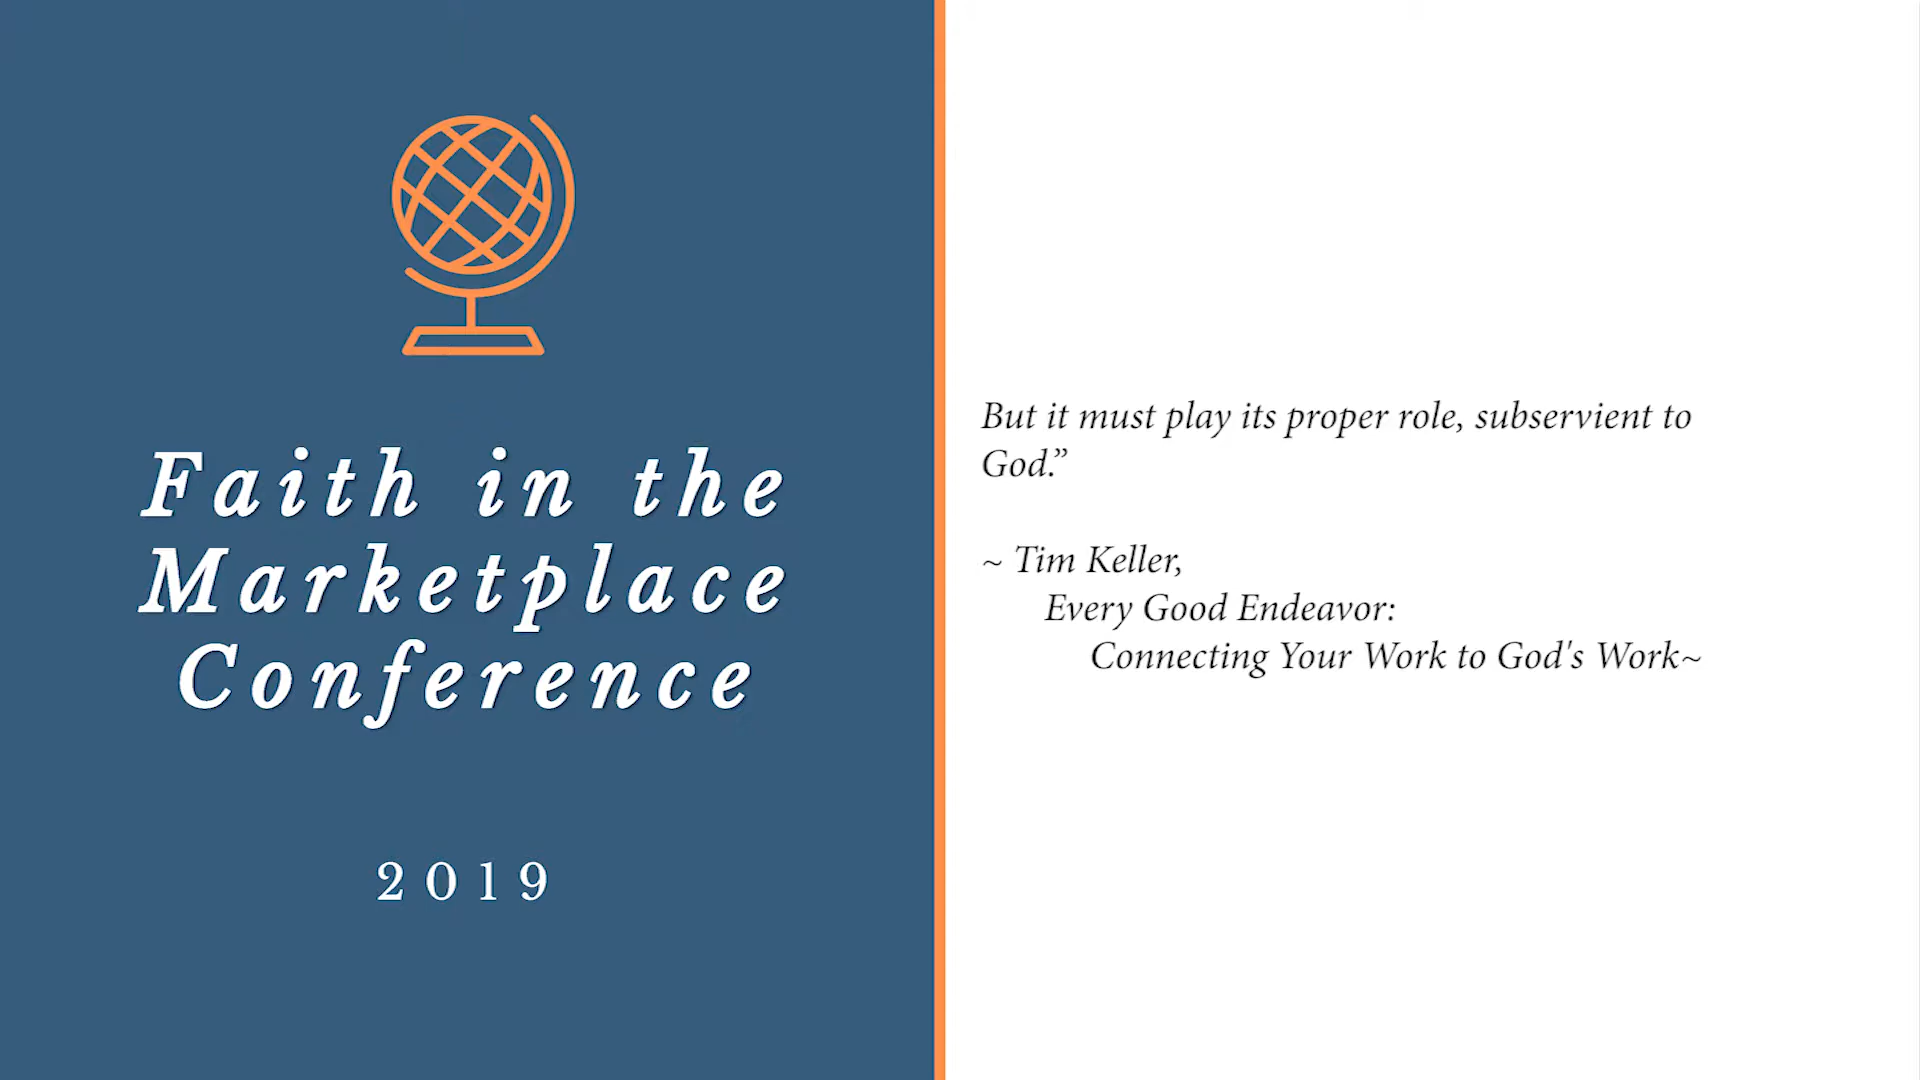 Faith in the
Marketplace
Conference
2019
But it must play its proper role, subservient to
God.”
~ Tim Keller,
Every Good Endeavor:
Connecting Your Work to God's Work~